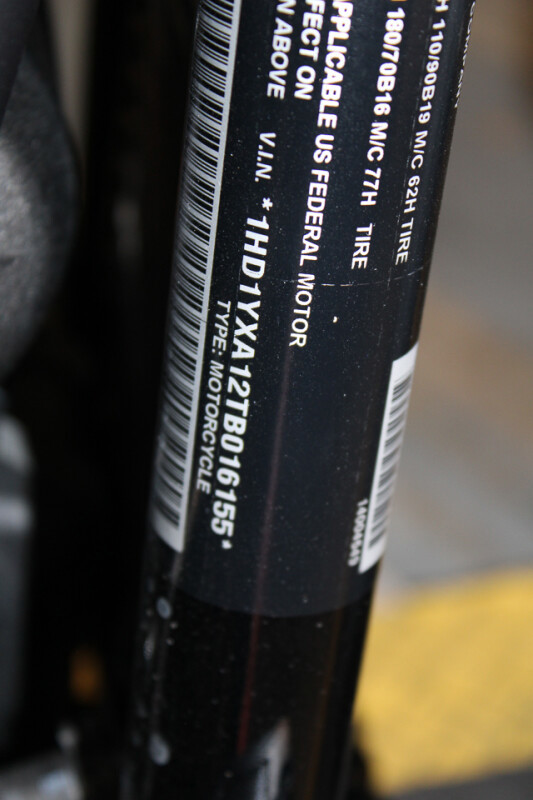 H 110/90B19 M/C 62H TIRE
180/70B16 M/C 77H TIRE
APPLICABLE US FEDERAL MOTOR
FECT ON
N ABOVE
V.I.N. *1HD1YXA12TB016155*
TYPE: MOTORCYCLE